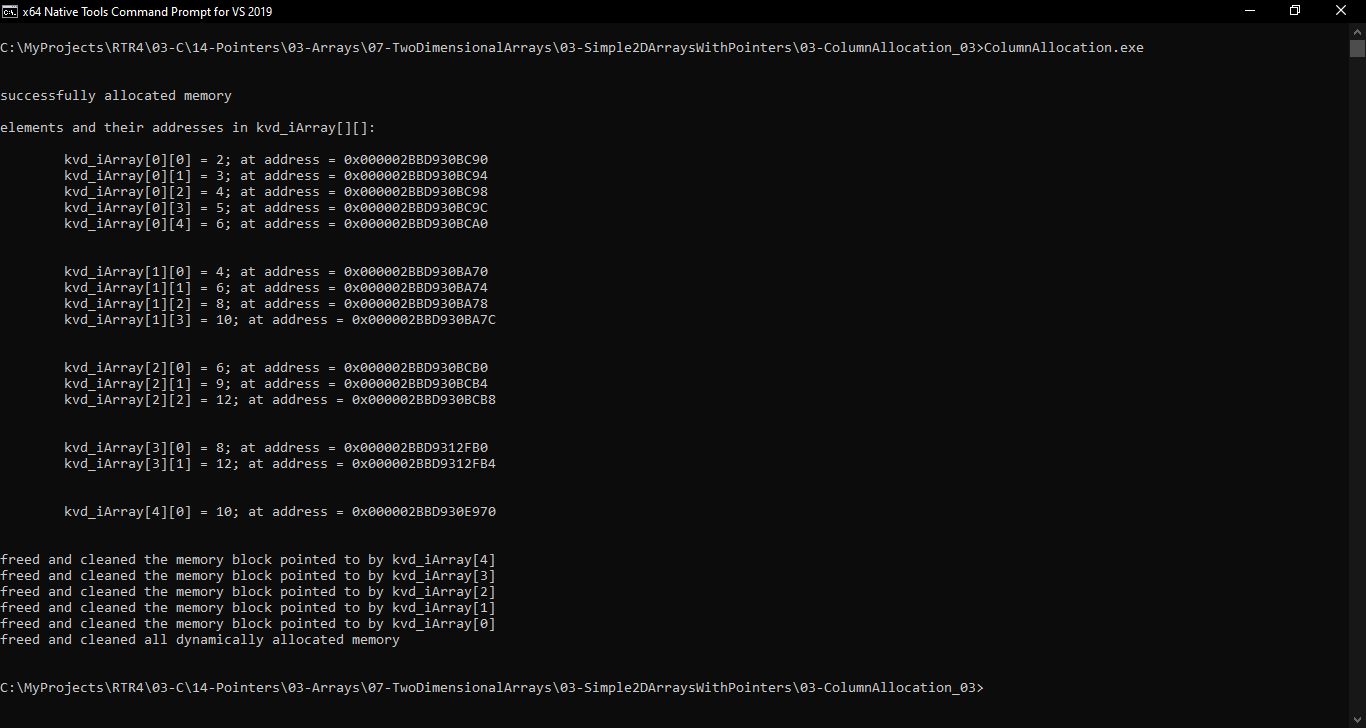 x64 Native Tools Command Prompt for VS 2019
C:\MyProjects\RTR4\03-C\14-Pointers\03-Arrays\07-TwoDimensionalArrays\03-Simple2DArraysWithPointers\03-ColumnAllocation_03>ColumnAllocation.exe
successfully allocated memory
elements and their addresses in kvd_iArray[][]:
kvd_iArray[0][0] = 2; at address = 0x000002BBD930BC90
kvd_iArray[0][1] = 3; at address = 0x000002BBD930BC94
kvd_iArray[0][2] = 4; at address = 0x000002BBD930BC98
kvd_iArray[0][3] = 5; at address = 0x000002BBD930BC9C
kvd_iArray[0][4] = 6; at address = 0x000002BBD930BCA0
kvd_iArray[1][0] = 4; at address = 0x000002BBD930BA70
kvd_iArray[1][1] = 6; at address = 0x000002BBD930BA74
kvd_iArray[1][2] = 8; at address = 0x000002BBD930BA78
kvd_iArray[1][3] = 10; at address = 0x000002BBD930BA7C
kvd_iArray[2][0] = 6; at address = 0x000002BBD930BCB0
kvd_iArray[2][1] = 9; at address = 0x000002BBD930BCB4
kvd_iArray[2][2] = 12; at address = 0x000002BBD930BCB8
kvd_iArray[3][0] = 8; at address = 0x000002BBD9312FB0
kvd_iArray[3][1] = 12; at address = 0x000002BBD9312FB4
kvd_iArray[4][0] = 10; at address = 0x000002BBD930E970
freed and cleaned the memory block pointed to by kvd_iArray[4]
freed and cleaned the memory block pointed to by kvd_iArray[3]
freed and cleaned the memory block pointed to by kvd_iArray[2]
freed and cleaned the memory block pointed to by kvd_iArray[1]
freed and cleaned the memory block pointed to by kvd_iArray[0]
freed and cleaned all dynamically allocated memory
C:\MyProjects\RTR4\03-C\14-Pointers\03-Arrays\07-TwoDimensionalArrays\03-Simple2DArraysWithPointers\03-ColumnAllocation_03>